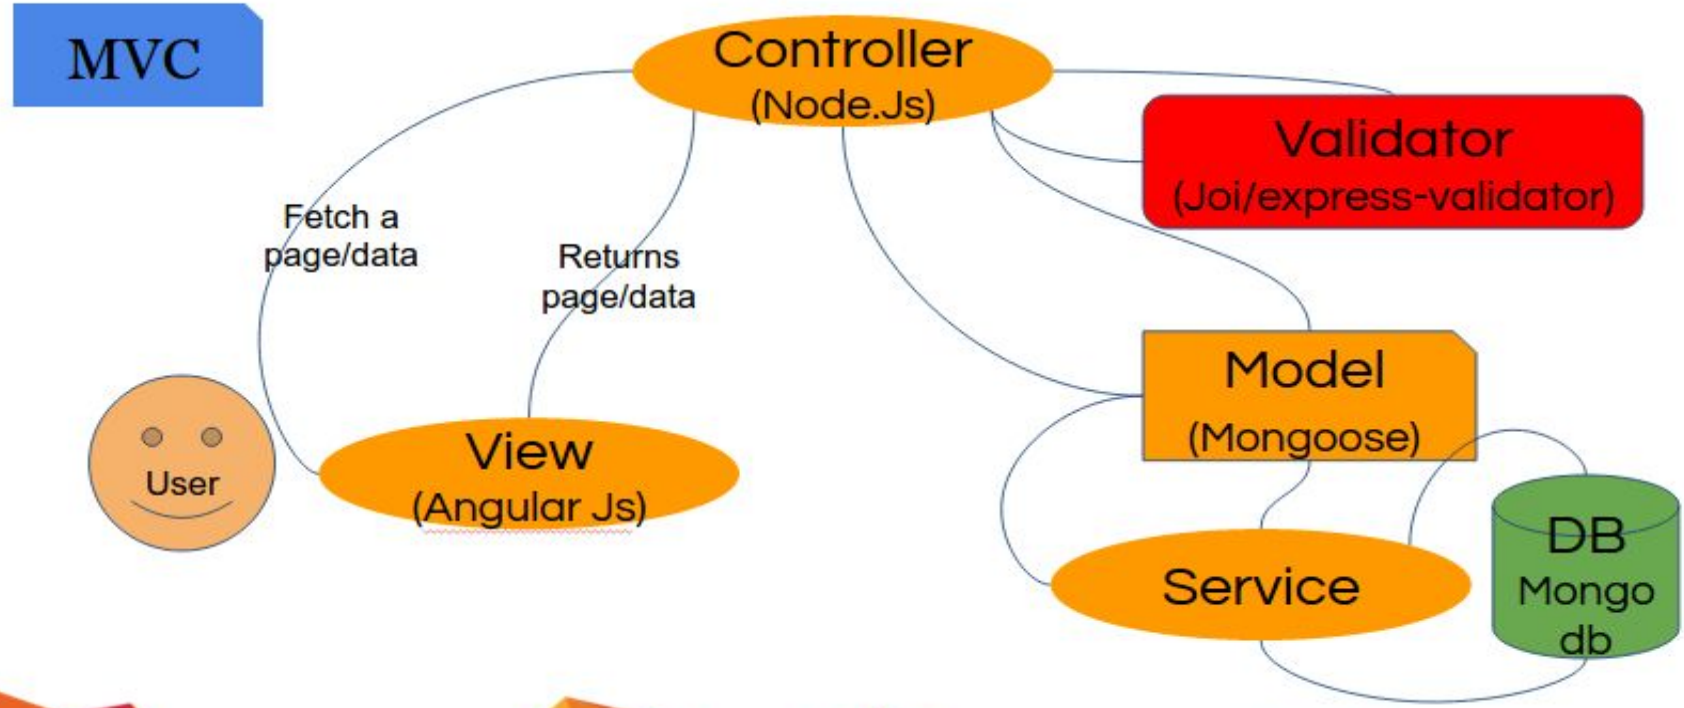 MVC
Controller
(Node.Js)
Validator
(Joi/express-validator)
Fetch a
page/data
Returns
page/data
Model
(Mongoose)
User
View
(Angular Js)
Service
DB
Mongo
db